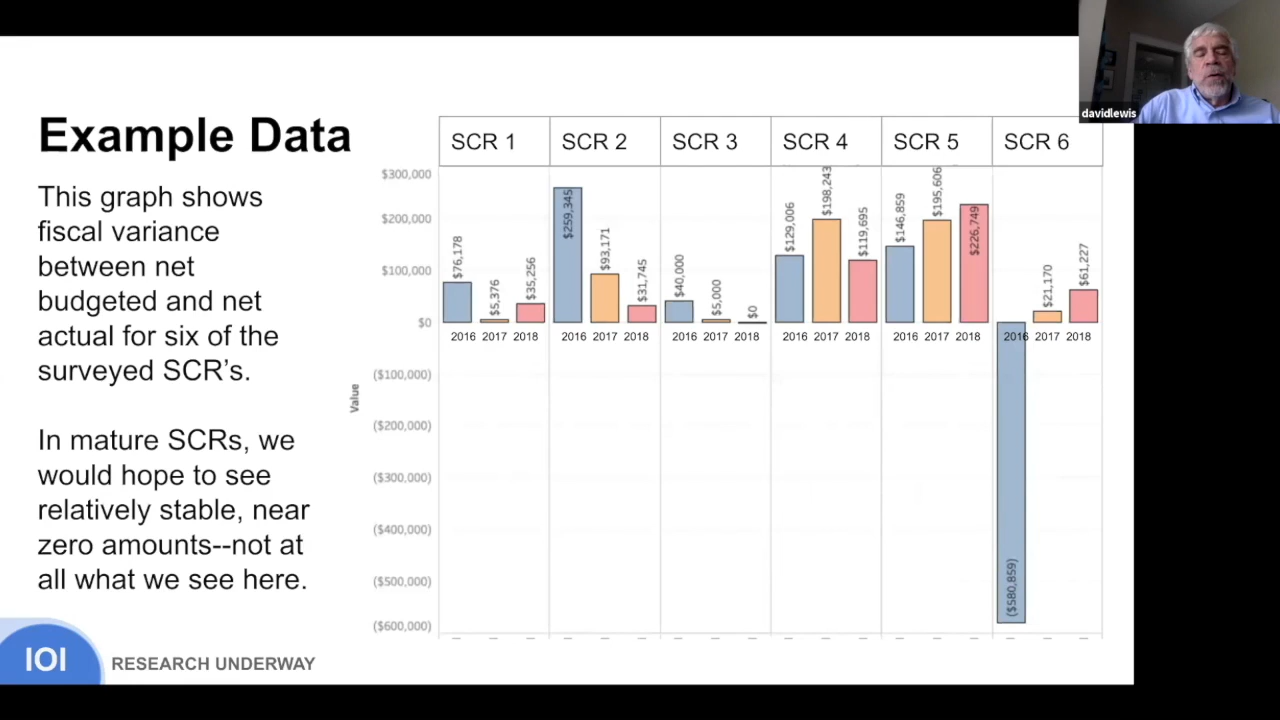 davidlewis
Example Data
This graph shows
fiscal variance
between net
budgeted and net
actual for six of the
surveyed SCR's.
In mature SCRs, we
would hope to see
relatively stable, near
zero amounts--not at
all what we see here.
SCR 1 SCR 2 SCR 3 SCR 4 SCR 5 SCR 6
$300,000
$200,000
$100,000
$0
($100,000)
($200,000)
($300,000)
($400,000)
($500,000)
($600,000)
Value
$76,178 $5,376 $35,256
$259,345 $93,171 $31,745
$40,000 $5,000 $0
$129,006 $198,243 $119,695
$146,859 $195,606 $226,749
($580,859) $21,170 $61,227
2016 2017 2018 2016 2017 2018 2016 2017 2018 2016 2017 2018 2016 2017 2018 2016 2017 2018
IOI RESEARCH UNDERWAY